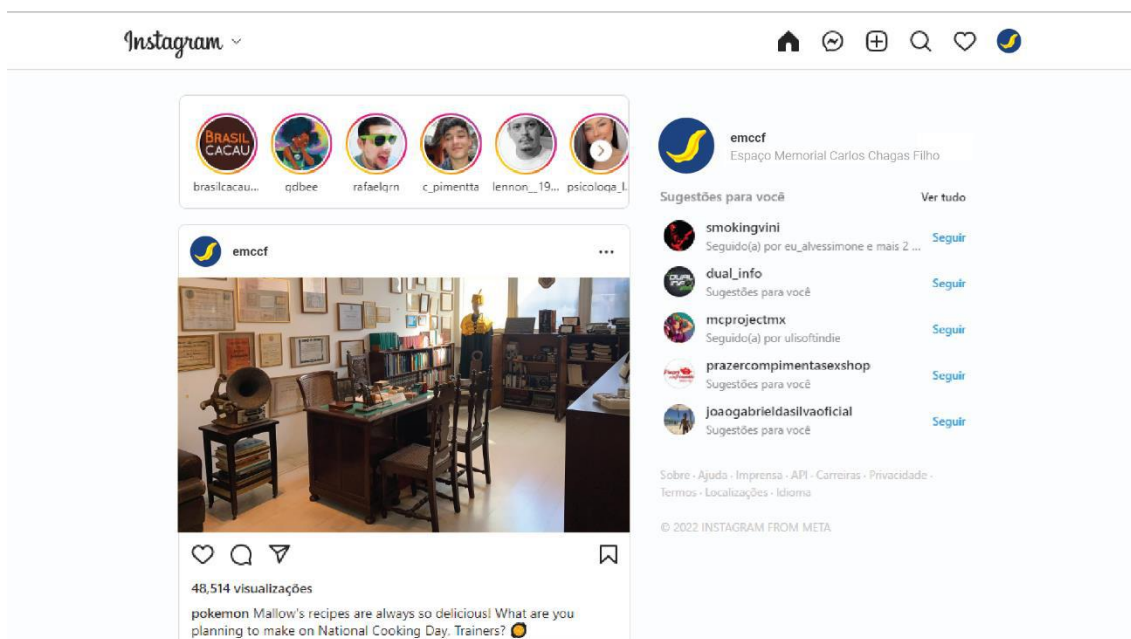 Instagram
BRASIL
CACAU
brasilcacau... qdbee rafaelqrn c_pimentta lennon__19... psicologa_l.
emccf
Espaço Memorial Carlos Chagas Filho
Sugestões para você Ver tudo
smokingvini
Seguido(a) por eu_alvessimone e mais 2 ... Seguir
dual_info
Sugestões para você Seguir
mcprojectmx
Seguido(a) por ulisoftindie Seguir
prazercompimentasexshop
Sugestões para você Seguir
joaogabrieldasilvaoficial
Sugestões para você Seguir
Sobre · Ajuda · Imprensa · API · Carreiras · Privacidade ·
Termos · Localizações · Idioma
© 2022 INSTAGRAM FROM META
emccf
48,514 visualizações
pokemon Mallow's recipes are always so delicious! What are you
planning to make on National Cooking Day, Trainers?